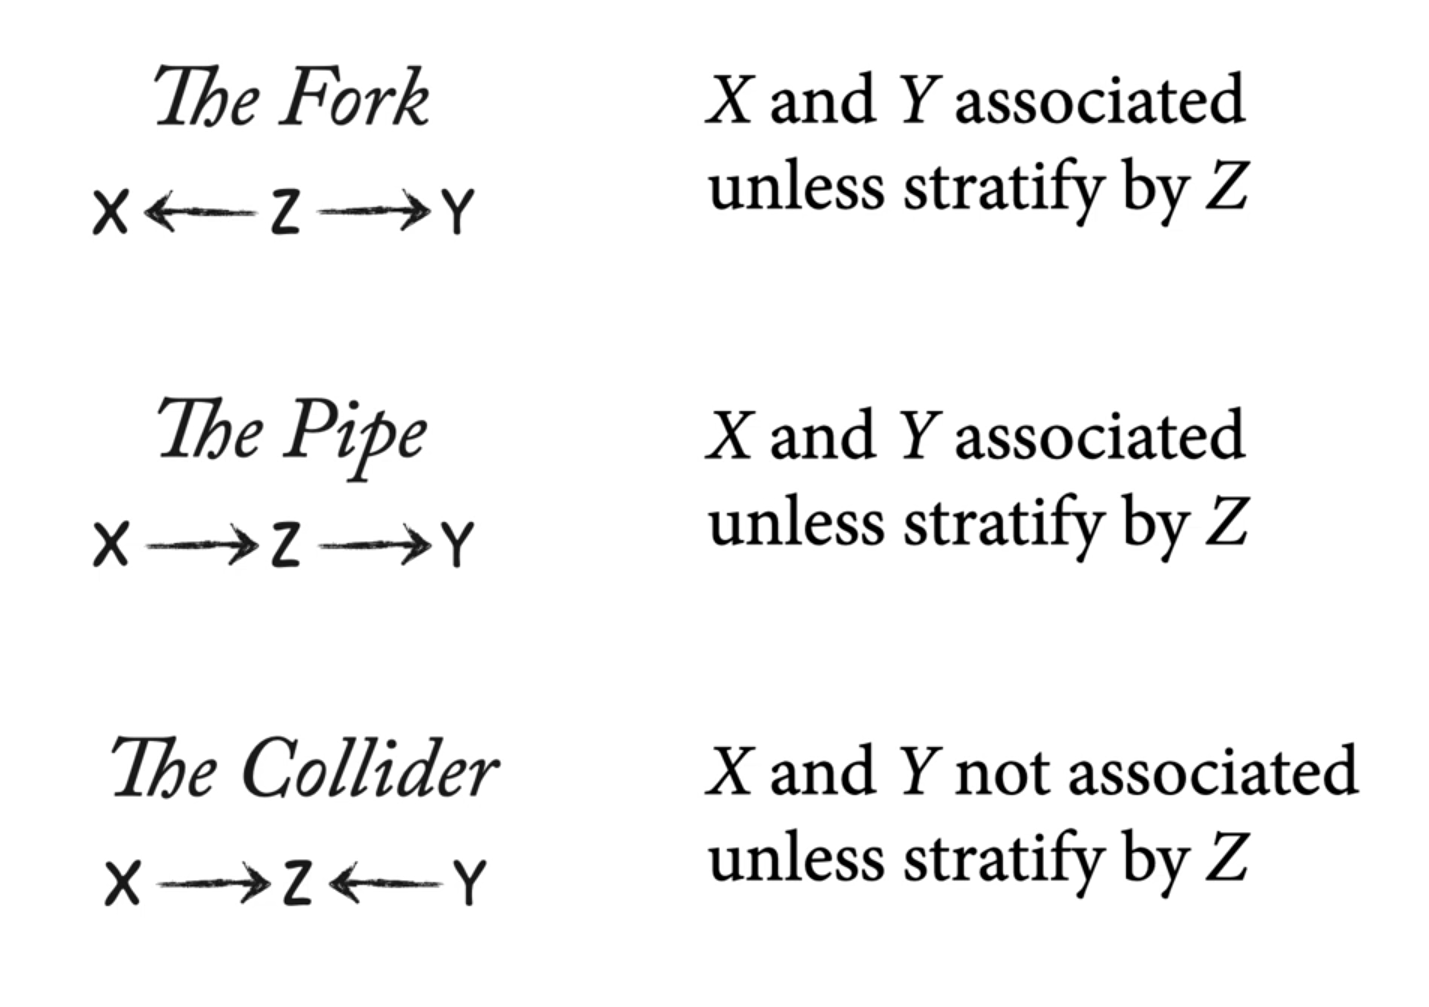 The Fork
X and Y associated
unless stratify by Z
X ← Z → Y
The Pipe
X and Y associated
unless stratify by Z
X → Z → Y
The Collider
X and Y not associated
unless stratify by Z
X → Z ← Y